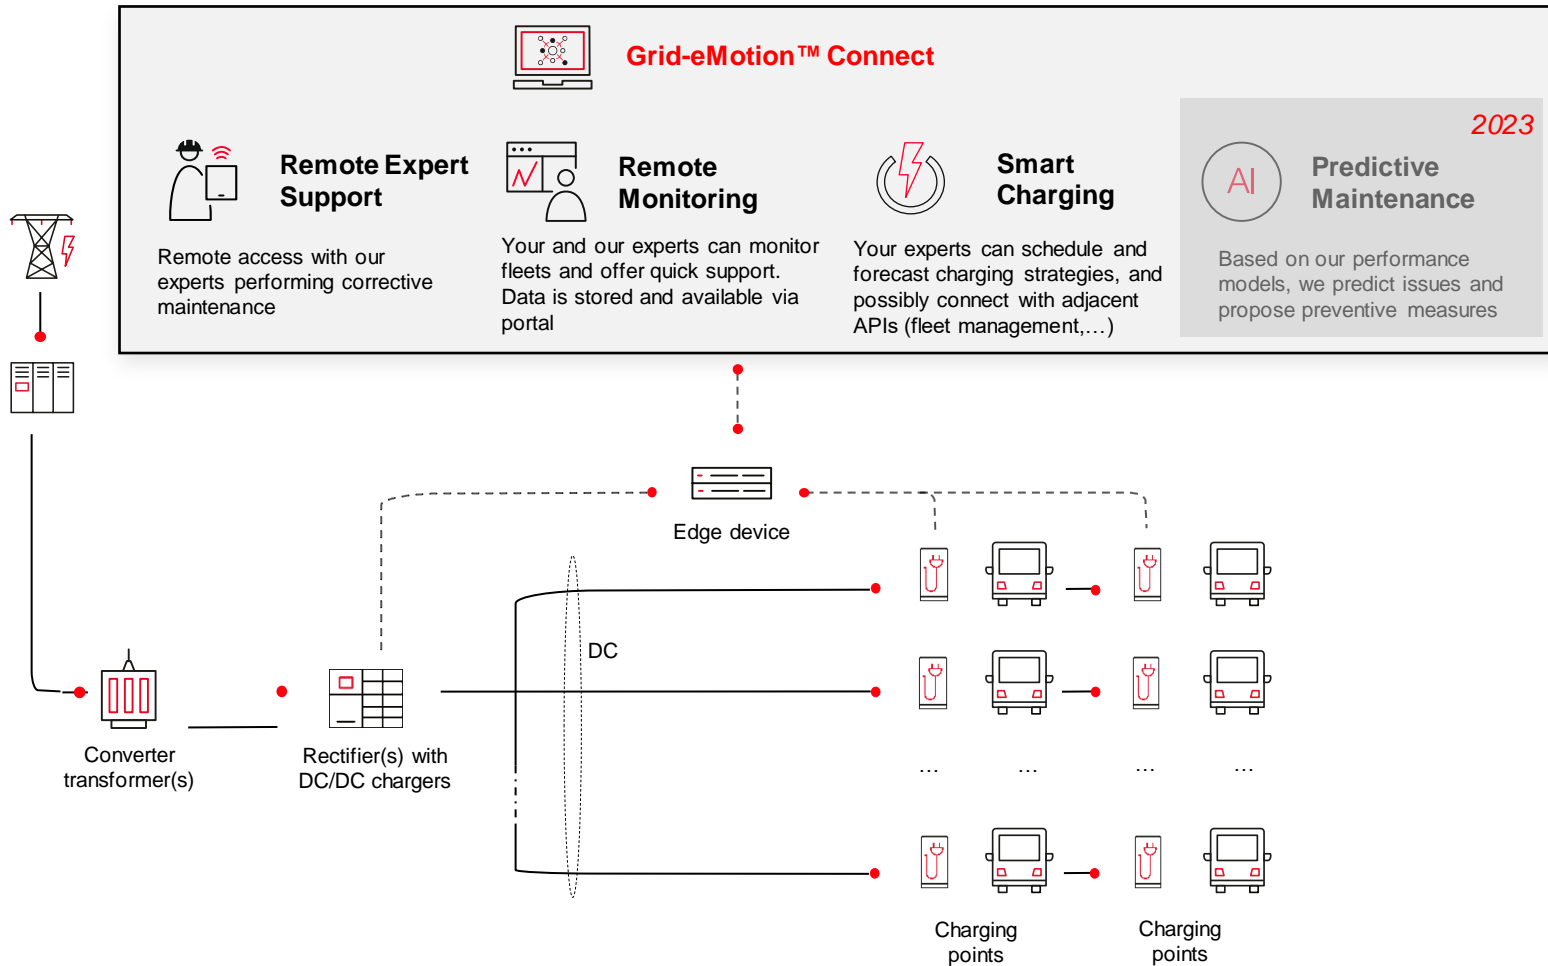 Grid-eMotion™ Connect
2023
Remote Expert
Support
Remote access with our
experts performing corrective
maintenance
Remote
Monitoring
Your and our experts can monitor
fleets and offer quick support.
Data is stored and available via
portal
Smart
Charging
Your experts can schedule and
forecast charging strategies, and
possibly connect with adjacent
APIs (fleet management,…)
AI
Predictive
Maintenance
Based on our performance
models, we predict issues and
propose preventive measures
Edge device
DC
Converter
transformer(s)
Rectifier(s) with
DC/DC chargers
… … … …
Charging
points
Charging
points